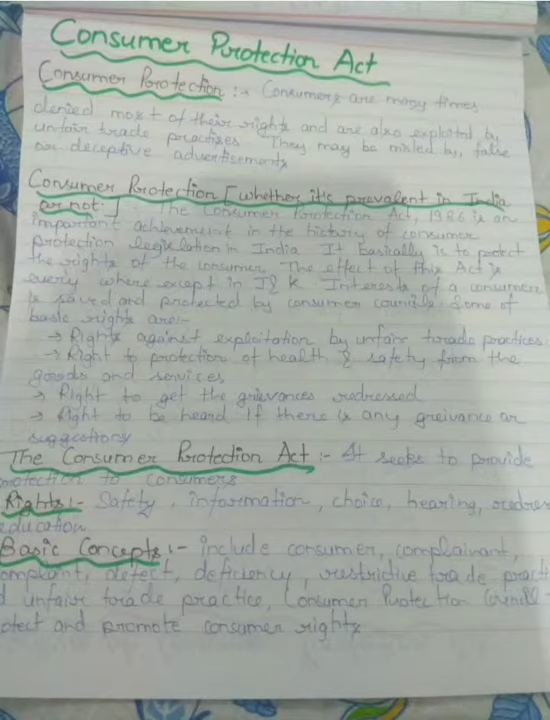 Consumer Protection Act
Consumer Protection :- Consumers are many times
denied most of their rights and are also exploited by
unfair trade practises They may be misled by, false
or deceptive advertisements
Consumer Protection [whether it's prevalent in India
or not] The Consumer Protection Act, 1986 is an
important achievement in the history of consumer
protection legislation in India It basically is to protect
the rights of the consumer. The effect of this Act is
every where except in J & K Interests of a consumer
is saved and protected by consumer councils. Some of
basic rights are:-
→ Rights against exploitation by unfair trade practices
→ Right to protection of health & safety from the
goods and services
→ Right to get the grievances redressed
→ Right to be heard if there is any greivance or
suggestions
The Consumer Protection Act :- It seeks to provide
protection to consumers
Rights:- Safety, information, choice, hearing, redress
education
Basic Concepts:- include consumer, complainant,
omplaint, defect, deficiency, restrictive trade practi
d unfair trade practice, Consumer Protection Council-
otect and promote consumer rights